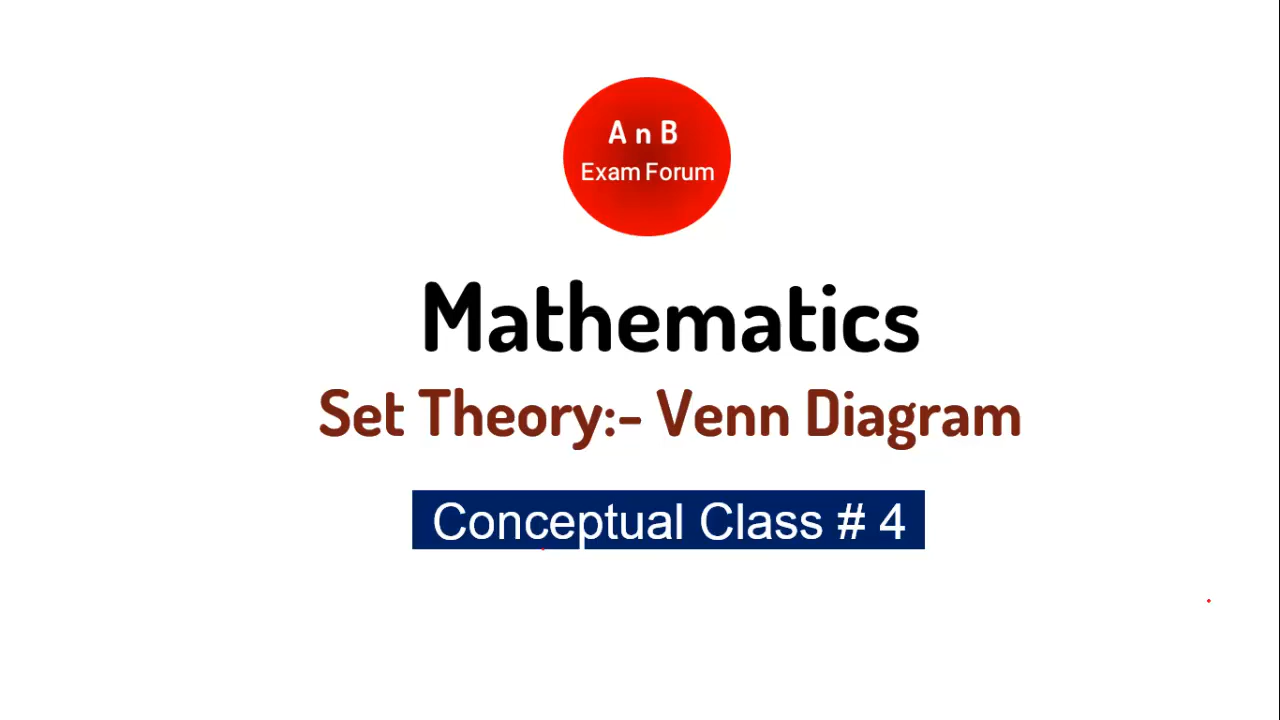 A n B
Exam Forum
Mathematics
Set Theory:- Venn Diagram
Conceptual Class # 4